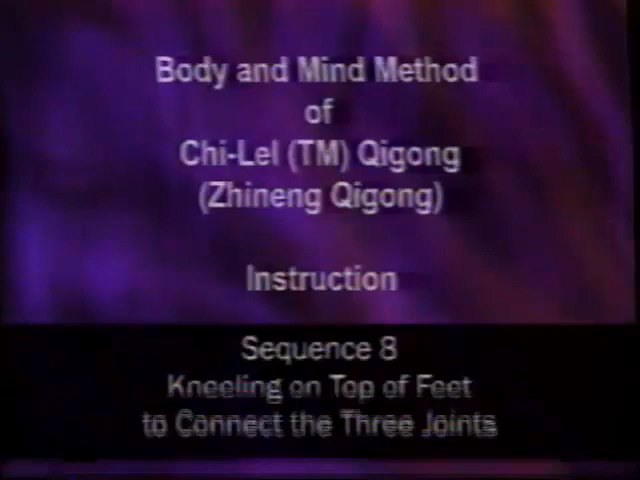 Body and Mind Method
of
Chi-Lel (TM) Qigong
(Zhineng Qigong)
Instruction
Sequence 8
Kneeling on Top of Feet
to Connect the Three Joints